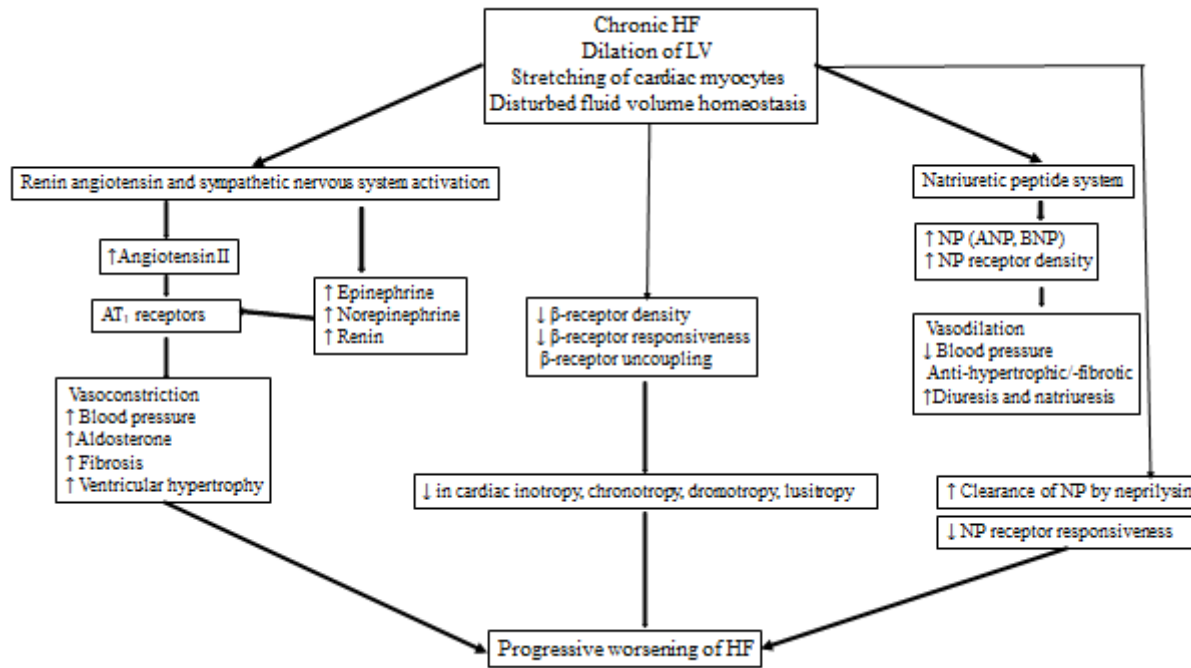 Chronic HF
Dilation of LV
Stretching of cardiac myocytes
Disturbed fluid volume homeostasis
Renin angiotensin and sympathetic nervous system activation
↑Angiotensin II
AT₁ receptors
↑ Epinephrine
↑ Norepinephrine
↑ Renin
Vasoconstriction
↑ Blood pressure
↑Aldosterone
↑ Fibrosis
↑ Ventricular hypertrophy
↓ β-receptor density
↓ β-receptor responsiveness
β-receptor uncoupling
↓ in cardiac inotropy, chronotropy, dromotropy, lusitropy
Natriuretic peptide system
↑ NP (ANP, BNP)
↑ NP receptor density
Vasodilation
↓ Blood pressure
Anti-hypertrophic/-fibrotic
↑Diuresis and natriuresis
↑ Clearance of NP by neprilysin
↓ NP receptor responsiveness
Progressive worsening of HF